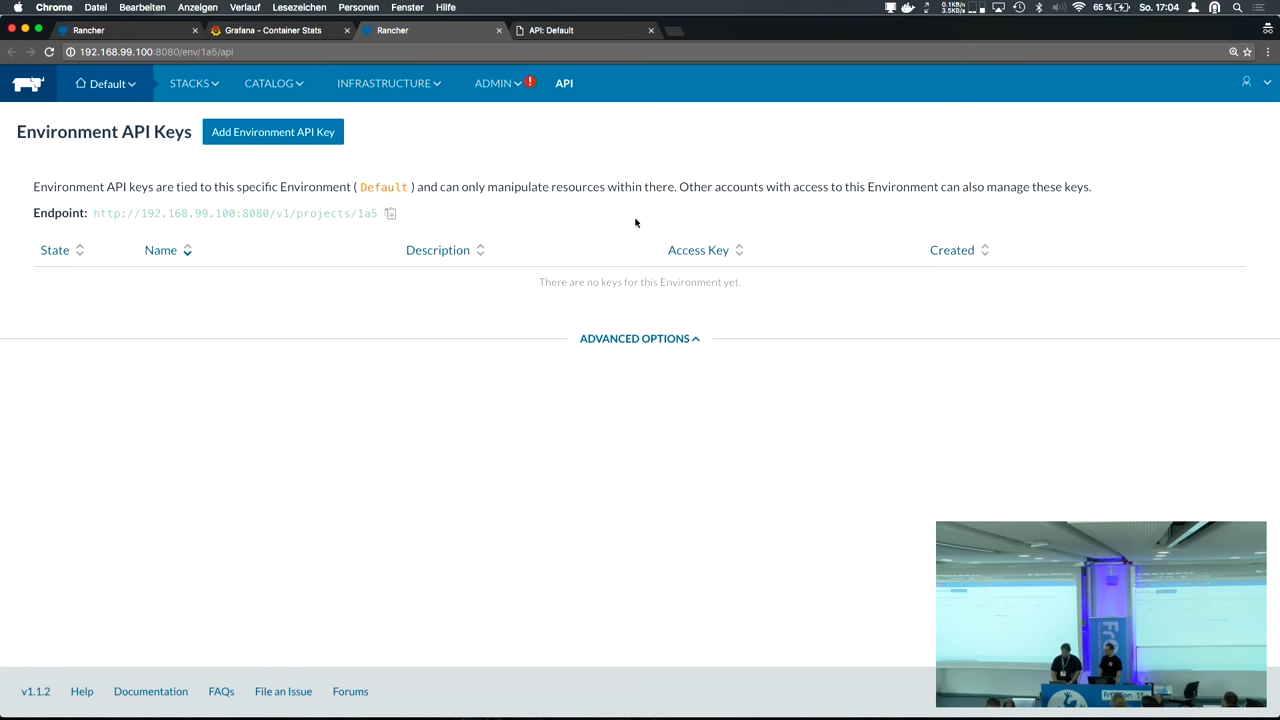 Chrome Datei Bearbeiten Anzeigen Verlauf Lesezeichen Personen Fenster Hilfe 65 % So. 17:04
Rancher Grafana - Container Stats Rancher API: Default
192.168.99.100:8080/env/1a5/api
Default STACKS CATALOG INFRASTRUCTURE ADMIN ! API
Environment API Keys Add Environment API Key
Environment API keys are tied to this specific Environment ( Default ) and can only manipulate resources within there. Other accounts with access to this Environment can also manage these keys.
Endpoint: http://192.168.99.100:8080/v1/projects/1a5
State Name Description Access Key Created
There are no keys for this Environment yet.
ADVANCED OPTIONS
v1.1.2 Help Documentation FAQs File an Issue Forums